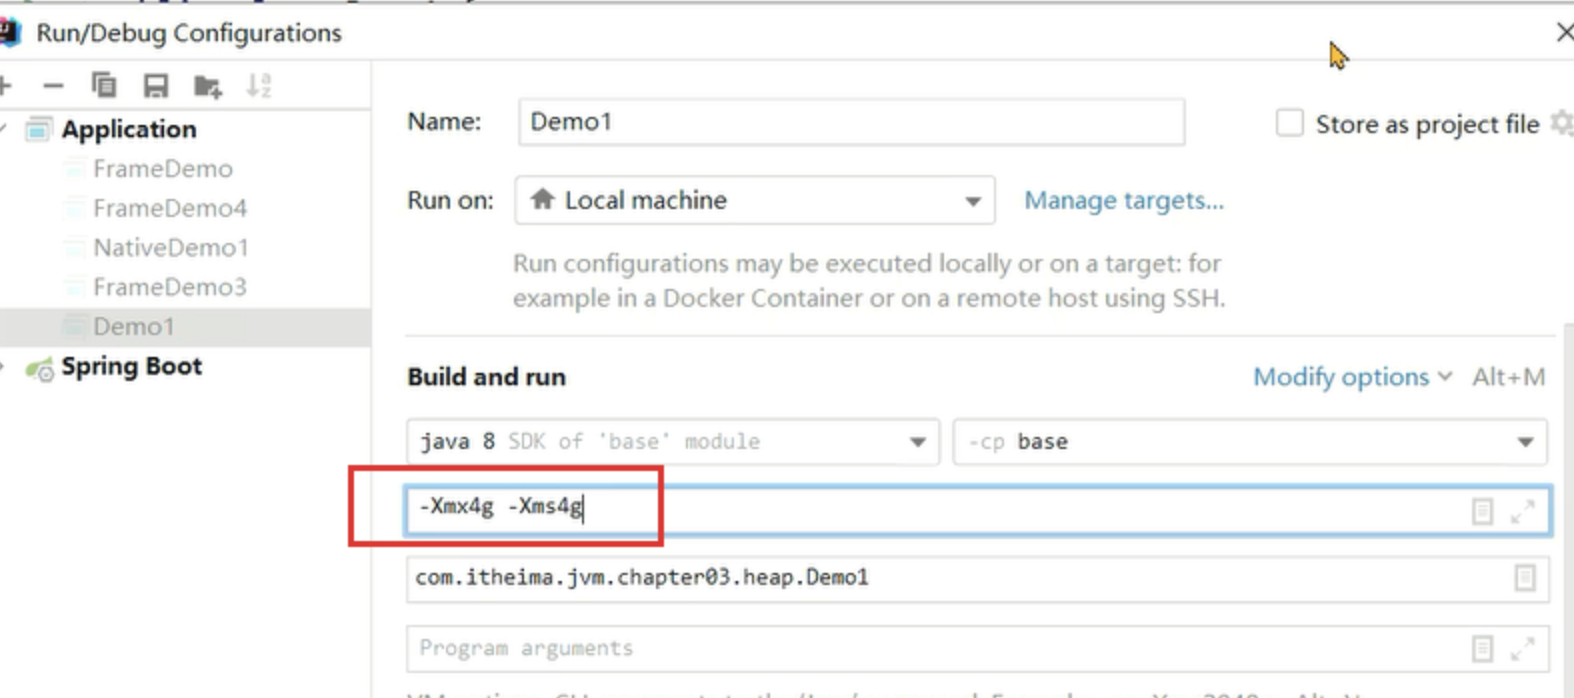 Run/Debug Configurations
Application
FrameDemo
FrameDemo4
NativeDemo1
FrameDemo3
Demo1
Spring Boot
Name: Demo1 Store as project file
Run on: Local machine Manage targets...
Run configurations may be executed locally or on a target: for
example in a Docker Container or on a remote host using SSH.
Build and run Modify options Alt+M
java 8 SDK of 'base' module -cp base
-Xmx4g -Xms4g
com.itheima.jvm.chapter03.heap.Demo1
Program arguments